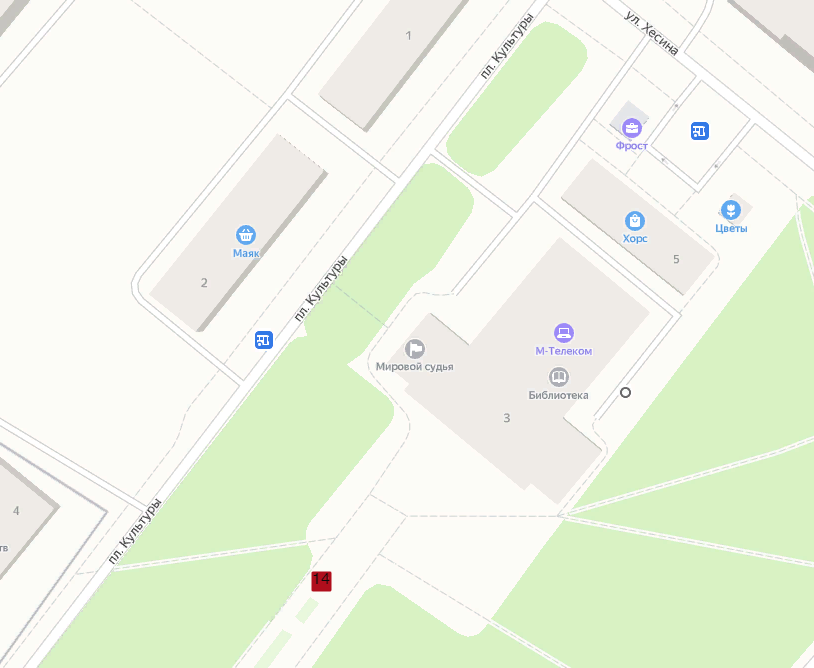 ул. Хесина
пл. Культуры
1
Фрост
Цветы
Хорс
5
Маяк
2
пл. Культуры
М-Телеком
Мировой судья
Библиотека
3
4
тв
пл. Культуры
14